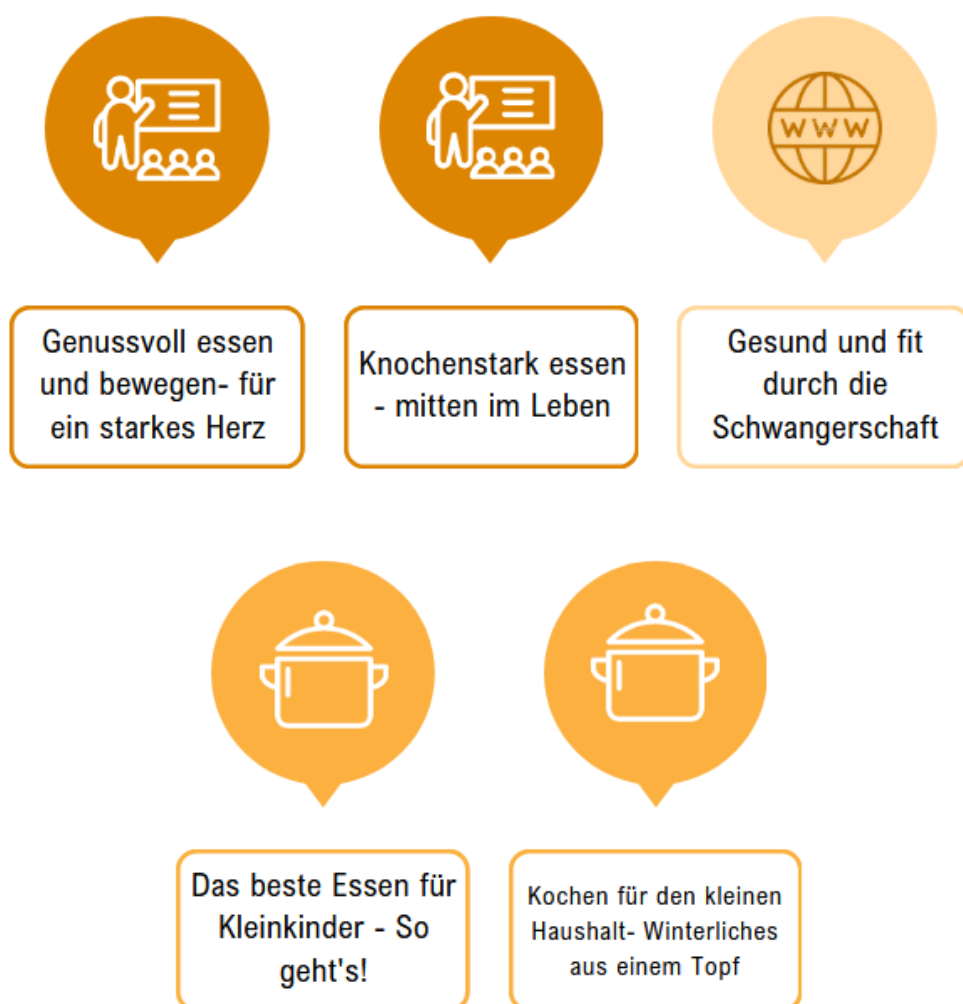 WWW
Genussvoll essen
und bewegen- für
ein starkes Herz
Knochenstark essen
- mitten im Leben
Gesund und fit
durch die
Schwangerschaft
Das beste Essen für
Kleinkinder - So
geht's!
Kochen für den kleinen
Haushalt- Winterliches
aus einem Topf